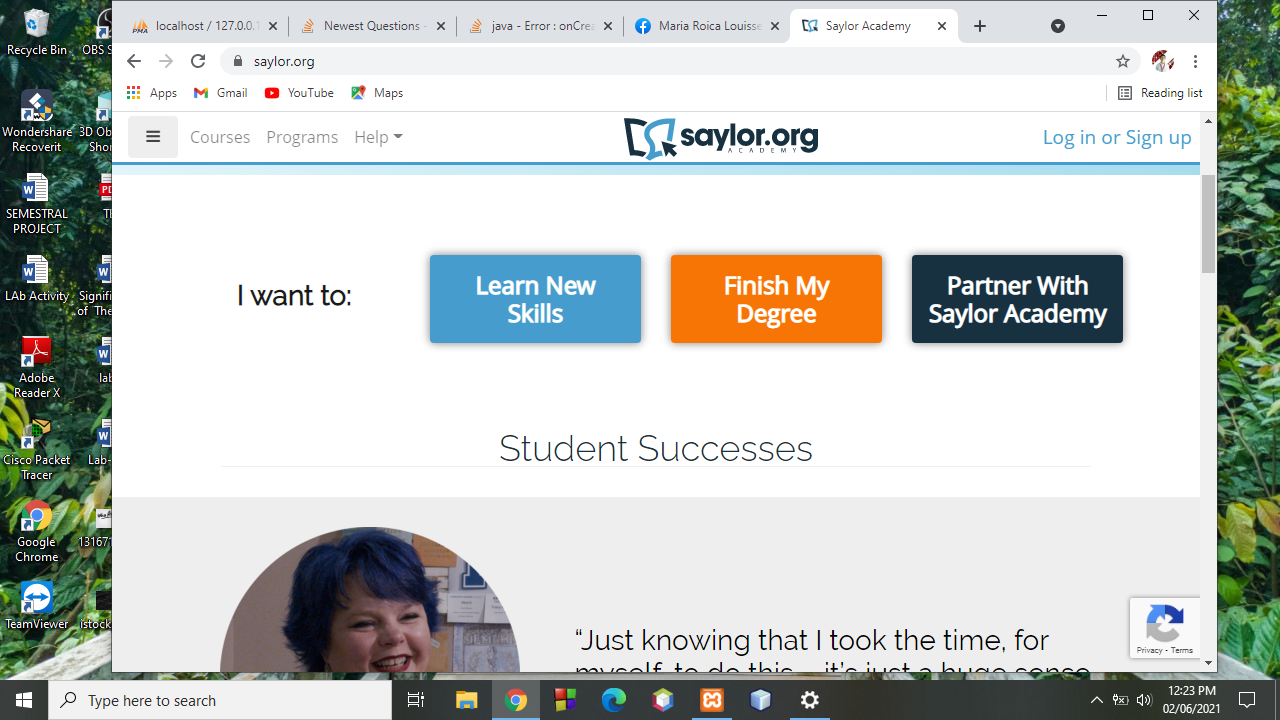 localhost / 127.0.0.1
Newest Questions -
java - Error : onCrea
Maria Roica Louisse
Saylor Academy
saylor.org
Apps
Gmail
YouTube
Maps
Reading list
Courses
Programs
Help
saylor.org
ACADEMY
Log in or Sign up
I want to:
Learn New
Skills
Finish My
Degree
Partner With
Saylor Academy
Student Successes
“Just knowing that I took the time, for
myself, to do this – it’s just a huge sense
Privacy - Terms
Recycle Bin
OBS S
Wondershare
Recoverit
3D Ob
Shor
SEMESTRAL
PROJECT
LAb Activity
Signifi
of The
Adobe
Reader X
lab
Cisco Packet
Tracer
Lab-
Google
Chrome
13167
TeamViewer
istock
Type here to search
12:23 PM
02/06/2021